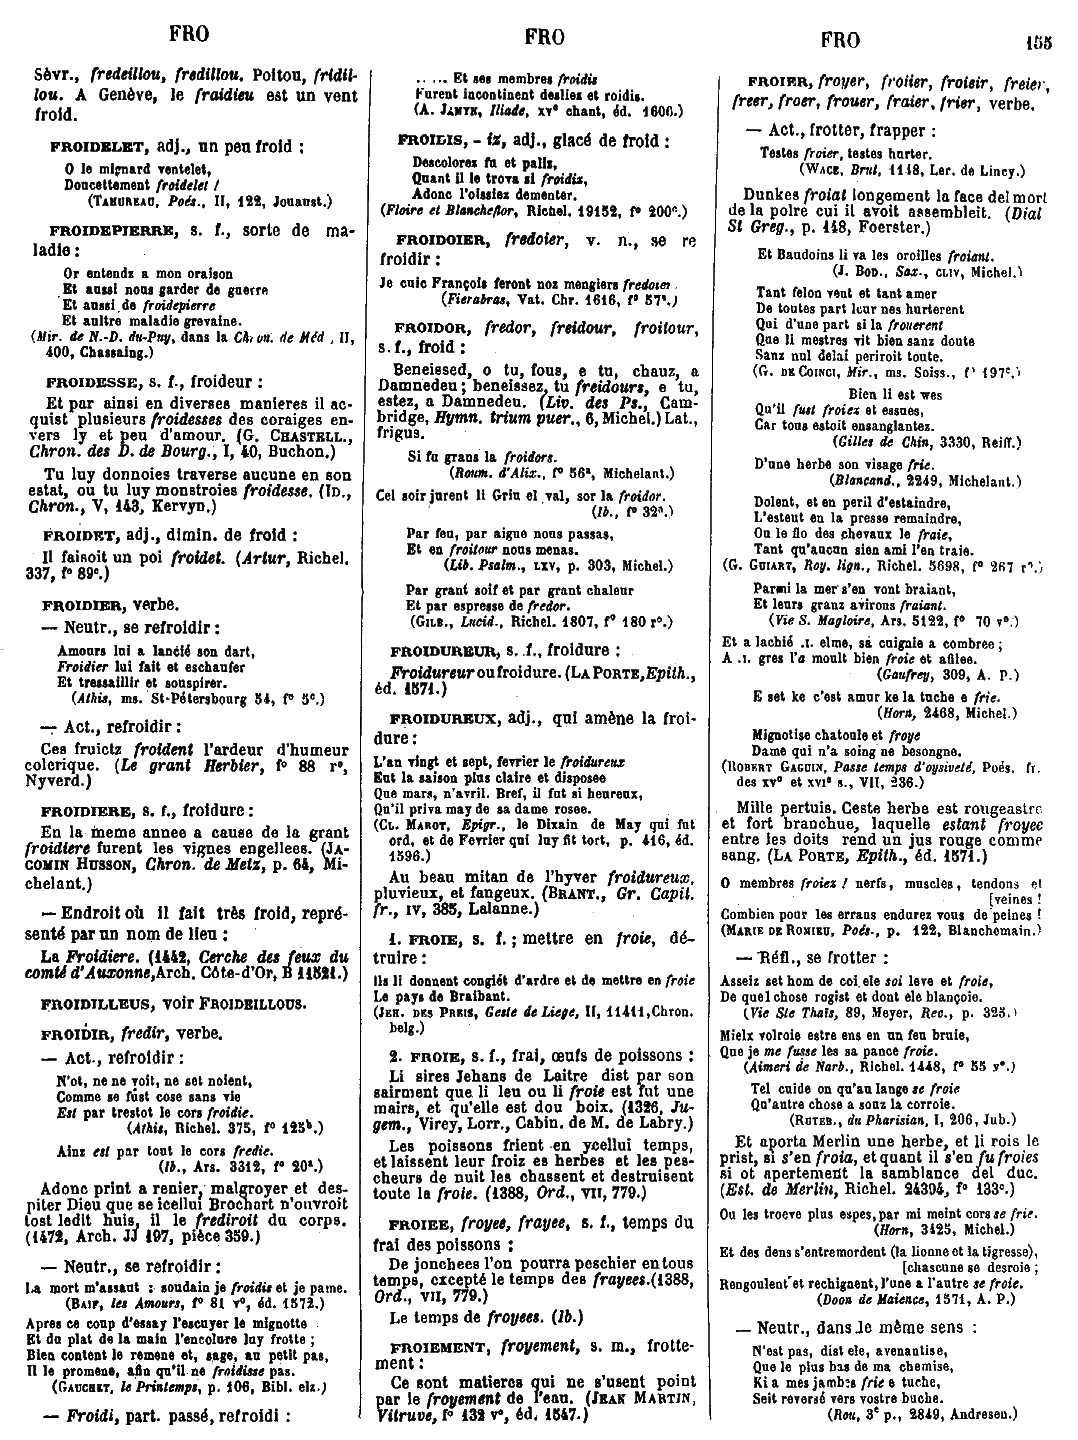 FRO
FRO
FRO
155
Sèvr., fredeillou, fredillou. Poitou, fridil-
lou. A Genève, le fraidieu est un vent
froid.
FROIDELET, adj., un peu froid :
O le mignard ventelet,
Doucettement froidelet !
(TAHUREAU, Poés., II, 122, Jouaust.)
FROIDEPIERRE, s. f., sorte de ma-
ladie :
Or entendz a mon oraison
Et aussi nous garder de guerre
Et aussi de froidepierre
Et aultre maladie grevaine.
(Mir. de N.-D. du-Puy, dans la Chron. de Méd., II,
400, Chassaing.)
FROIDESSE, s. f., froideur :
Et par ainsi en diverses manieres il ac-
quist plusieurs froidesses des coraiges en-
vers ly et peu d'amour. (G. CHASTELL.,
Chron. des D. de Bourg., I, 40, Buchon.)
Tu luy donnoies traverse aucune en son
estat, ou tu luy monstroies froidesse. (ID.,
Chron., V, 143, Kervyn.)
FROIDET, adj., dimin. de froid :
Il faisoit un poi froidet. (Artur, Richel.
337, f° 89c.)
FROIDIER, verbe.
— Neutr., se refroidir :
Amours lui a lancié son dart,
Froidier lui fait et eschaufer
Et tressaillir et souspirer.
(Athis, ms. St-Pétersbourg 54, f° 5c.)
— Act., refroidir :
Ces fruictz froident l'ardeur d'humeur
colerique. (Le grant Herbier, f° 88 r°,
Nyverd.)
FROIDIERE, s. f., froidure :
En la meme annee a cause de la grant
froidiere furent les vignes engellees. (JA-
COMIN HUSSON, Chron. de Metz, p. 64, Mi-
chelant.)
— Endroit où il fait très froid, repré-
senté par un nom de lieu :
La Froidiere. (1442, Cerche des feux du
comté d'Auxonne, Arch. Côte-d'Or, B 11521.)
FROIDILLEUS, voir FROIDEILLOUS.
FROIDIR, fredir, verbe.
— Act., refroidir :
N'ot, ne ne voit, ne set noient,
Comme se fust cose sans vie
Est par trestot le cors froidie.
(Athis, Richel. 375, f° 125b.)
Ainz est par tout le cors fredie.
(Ib., Ars. 3312, f° 20a.)
Adonc print a renier, malgroyer et des-
piter Dieu que se icellui Brochart n'ouvroit
tost ledit huis, il le frediroit du corps.
(1472, Arch. JJ 197, pièce 359.)
— Neutr., se refroidir :
La mort m'assaut : soudain je froidis et je pame.
(BAIF, les Amours, f° 81 v°, éd. 1572.)
Apres ce coup d'essay l'escuyer le mignotte
Et du plat de la main l'encolure luy frotte ;
Bien content le remene et, sage, au petit pas,
Il le promene, afin qu'il ne froidisse pas.
(GAUCHET, le Printemps, p. 106, Bibl. elz.)
— Froidi, part. passé, refroidi :
..... Et ses membres froidis
Furent incontinent desliez et roidis.
(A. JAMYN, Iliade, xv° chant, éd. 1606.)
FROIDIS, - iz, adj., glacé de froid :
Descolorez fu et palis,
Quant il le trova si froidiz,
Adonc l'oissiez dementer.
(Floire et Blancheflor, Richel. 19152, f° 200c.)
FROIDOIER, fredoier, v. n., se re
froidir :
Je cuic François feront noz mengiers fredoier.
(Fierabras, Vat. Chr. 1616, f° 57a.)
FROIDOR, fredor, freidour, froitour,
s. f., froid :
Beneissed, o tu, fous, e tu, chauz, a
Damnedeu ; beneissez, tu freidours, e tu,
estez, a Damnedeu. (Liv. des Ps., Cam-
bridge, Hymn. trium puer., 6, Michel.) Lat.,
frigus.
Si fu grans la froidors.
(Roum. d'Alix., f° 56a, Michelant.)
Cel soir jurent li Griu el val, sor la froidor.
(Ib., f° 32a.)
Par feu, par aigue nous passas,
Et en froitour nous menas.
(Lib. Psalm., LXV, p. 303, Michel.)
Par grant soif et par grant chaleur
Et par espresse de fredor.
(GILB., Lucid., Richel. 1807, f° 180 r°.)
FROIDUREUR, s. f., froidure :
Froidureur ou froidure. (LA PORTE, Epith.,
éd. 1571.)
FROIDUREUX, adj., qui amène la froi-
dure :
L'an vingt et sept, fevrier le froidureux
Eut la saison plus claire et disposee
Que mars, n'avril. Bref, il fut si heureux,
Qu'il priva may de sa dame rosee.
(CL. MAROT, Epigr., le Dixain de May qui fut
ord, et de Fevrier qui luy fit tort, p. 416, éd.
1596.)
Au beau mitan de l'hyver froidureux,
pluvieux, et fangeux. (BRANT., Gr. Capit.
fr., IV, 385, Lalanne.)
1. FROIE, s. f. ; mettre en froie, dé-
truire :
Ils li donnent congiét d'ardre et de mettre en froie
Le pays de Braibant.
(JEH. DES PREIS, Geste de Liege, II, 11411, Chron.
belg.)
2. FROIE, s. f., frai, œufs de poissons :
Li sires Jehans de Laitre dist par son
sairment que li leu ou li froie est fut une
mairs, et qu'elle est dou boix. (1326, Ju-
gem., Virey, Lorr., Cabin. de M. de Labry.)
Les poissons frient en ycellui temps,
et laissent leur froiz es herbes et les pes-
cheurs de nuit les chassent et destruisent
toute la froie. (1388, Ord., VII, 779.)
FROIEE, froyee, frayee, s. f., temps du
frai des poissons :
De jonchees l'on pourra peschier en tous
temps, excepté le temps des frayees. (1388,
Ord., VII, 779.)
Le temps de froyees. (Ib.)
FROIEMENT, froyement, s. m., frotte-
ment :
Ce sont matieres qui ne s'usent point
par le froyement de l'eau. (JEAN MARTIN,
Vitruve, f° 132 v°, éd. 1547.)
FROIER, froyer, froiier, froieir, freier,
freer, froer, frouer, fraier, frier, verbe.
— Act., frotter, frapper :
Testes froier, testes hurter.
(WACE, Brut, 1148, Ler. de Lincy.)
Dunkes froiat longement la face del mort
de la polre cui il avoit assembleit. (Dial
St Greg., p. 148, Foerster.)
Et Baudoins li va les oroilles froiant.
(J. BOD., Sax., CLIV, Michel.)
Tant felon vent et tant amer
De toutes part leur nes hurterent
Qui d'une part si la frouerent
Que li mestres vit bien sanz doute
Sanz nul delai periroit toute.
(G. DE COINCI, Mir., ms. Soiss., f° 197c.)
Bien li est wes
Qu'il fust froiez et essues,
Car tous estoit ensanglantez.
(Gilles de Chin, 3330, Reiff.)
D'une herbe son visage frie.
(Blancand., 2249, Michelant.)
Dolent, et en peril d'estaindre,
L'esteut en la presse remaindre,
Ou le flo des chevaux le fraie,
Tant qu'aucun sien ami l'en traie.
(G. GUIART, Roy. lign., Richel. 5698, f° 267 r°.)
Parmi la mer s'en vont braiant,
Et leurs granz avirons fraiant.
(Vie S. Magloire, Ars. 5122, f° 70 v°.)
Et a lachié .I. elme, sa cuignie a combree ;
A .I. gres l'a moult bien froie et afilee.
(Gaufrey, 309, A. P.)
E set ke c'est amur ke la tuche e frie.
(Horn, 2468, Michel.)
Mignotise chatoule et froye
Dame qui n'a soing ne besongne.
(ROBERT GAGUIN, Passe temps d'oysiveté, Poés. fr.
des XV° et XVI° s., VII, 236.)
Mille pertuis. Ceste herbe est rougeastre
et fort branchue, laquelle estant froyee
entre les doits rend un jus rouge comme
sang. (LA PORTE, Epith., éd. 1571.)
O membres froiez ! nerfs, muscles, tendons et
[veines !
Combien pour les errans endurez vous de peines !
(MARIE DE ROMIEU, Poés., p. 122, Blanchemain.)
— Réfl., se frotter :
Asseiz set hom de coi ele soi leve et froie,
De quel chose rogist et dont ele blançoie.
(Vie Ste Thaïs, 89, Meyer, Rec., p. 325.)
Mielx volroie estre ens en un feu bruie,
Que je me fusse les sa pance froie.
(Aimeri de Narb., Richel. 1448, f° 55 v°.)
Tel cuide on qu'au lange se froie
Qu'autre chose a souz la corroie.
(RUTEB., du Pharisian, I, 206, Jub.)
Et aporta Merlin une herbe, et li rois le
prist, si s'en froia, et quant il s'en fu froies
si ot apertement la samblance del duc.
(Est. de Merlin, Richel. 24394, f° 133c.)
Ou les troeve plus espes, par mi meint cors se frie.
(Horn, 3425, Michel.)
Et des dens s'entremordent (la lionne et la tigresse),
[chascune se desroie ;
Rengoulent et rechignent, l'une a l'autre se froie.
(Doon de Maience, 1571, A. P.)
— Neutr., dans le même sens :
N'est pas, dist ele, avenantise,
Que le plus bas de ma chemise,
Ki a mes jambes frie e tuche,
Seit reversé vers vostre buche.
(Rou, 3e p., 2849, Andresen.)